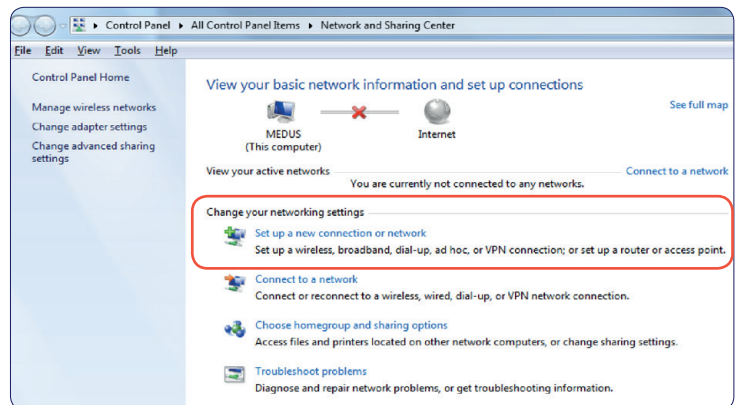 Control Panel ▸ All Control Panel Items ▸ Network and Sharing Center
File Edit View Tools Help
Control Panel Home
Manage wireless networks
Change adapter settings
Change advanced sharing
settings
View your basic network information and set up connections
See full map
MEDUS
(This computer)
Internet
View your active networks
Connect to a network
You are currently not connected to any networks.
Change your networking settings
Set up a new connection or network
Set up a wireless, broadband, dial-up, ad hoc, or VPN connection; or set up a router or access point.
Connect to a network
Connect or reconnect to a wireless, wired, dial-up, or VPN network connection.
Choose homegroup and sharing options
Access files and printers located on other network computers, or change sharing settings.
Troubleshoot problems
Diagnose and repair network problems, or get troubleshooting information.